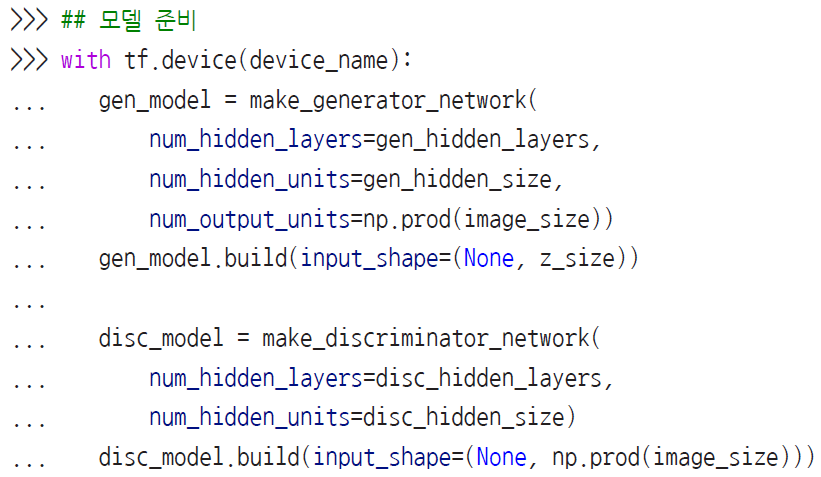 >>> ## 모델 준비
>>> with tf.device(device_name):
...    gen_model = make_generator_network(
...        num_hidden_layers=gen_hidden_layers,
...        num_hidden_units=gen_hidden_size,
...        num_output_units=np.prod(image_size))
...    gen_model.build(input_shape=(None, z_size))
...
...    disc_model = make_discriminator_network(
...        num_hidden_layers=disc_hidden_layers,
...        num_hidden_units=disc_hidden_size)
...    disc_model.build(input_shape=(None, np.prod(image_size)))